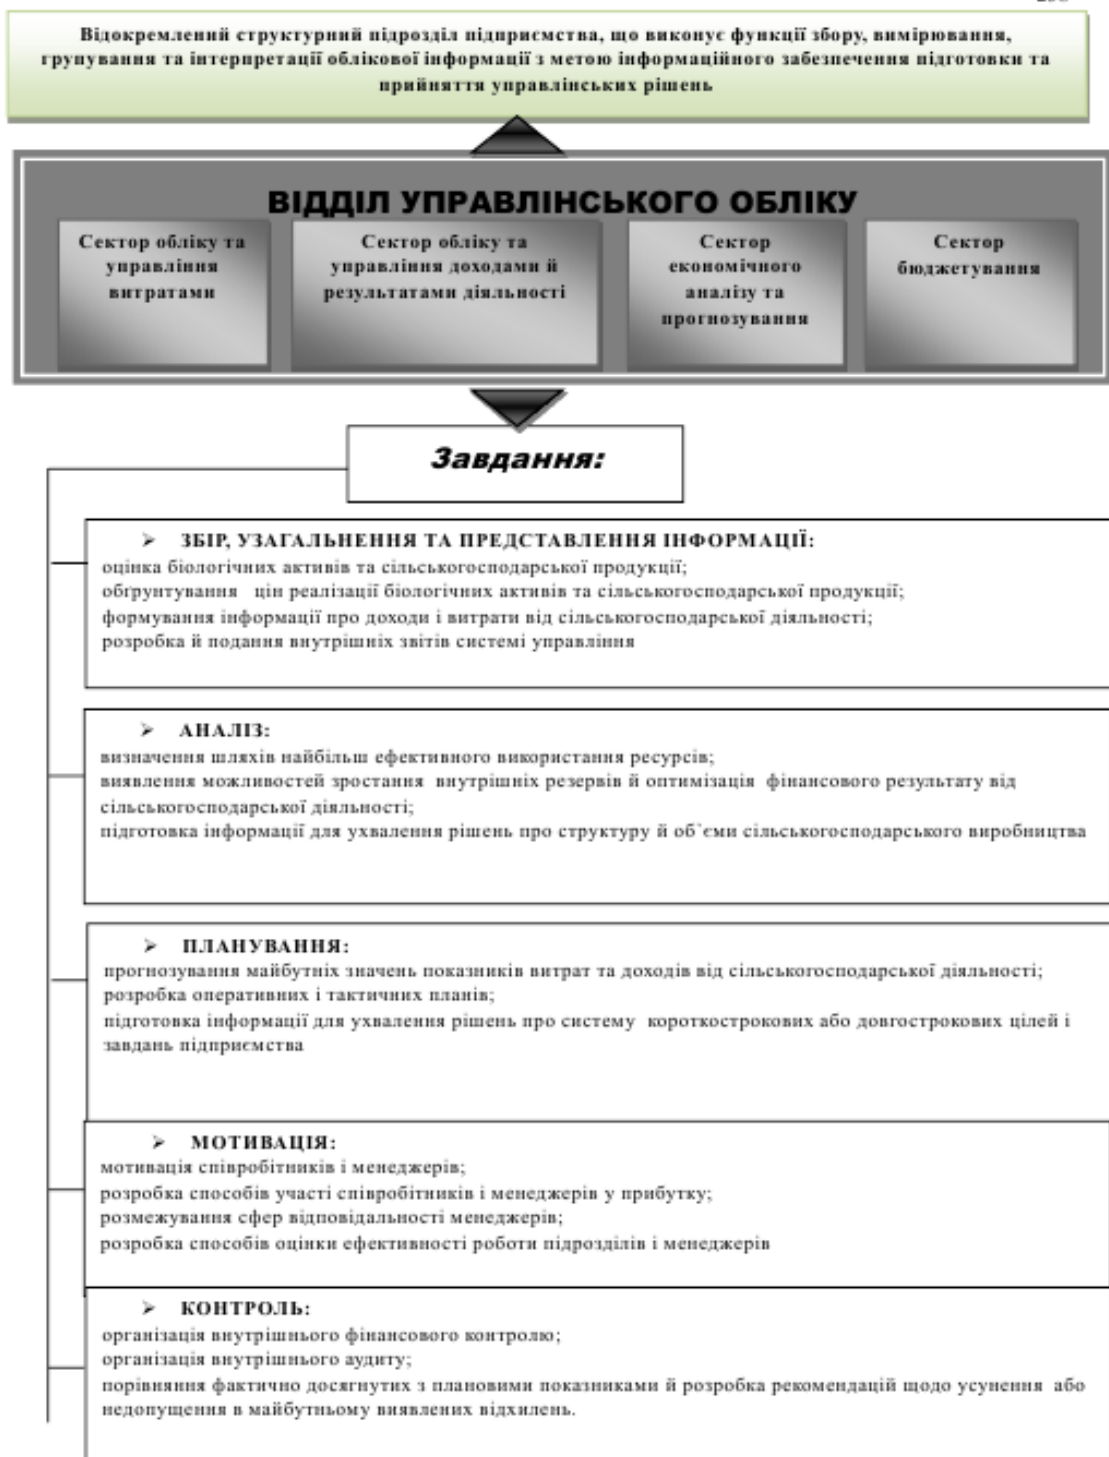 Відокремлений структурний підрозділ підприємства, що виконує функції збору, вимірювання,
групування та інтерпретації облікової інформації з метою інформаційного забезпечення підготовки та
прийняття управлінських рішень
ВІДДІЛ УПРАВЛІНСЬКОГО ОБЛІКУ
Сектор обліку та
управління
витратами
Сектор обліку та
управління доходами й
результатами діяльності
Сектор
економічного
аналізу та
прогнозування
Сектор
бюджетування
Завдання:
➢ ЗБІР, УЗАГАЛЬНЕННЯ ТА ПРЕДСТАВЛЕННЯ ІНФОРМАЦІЇ:
оцінка біологічних активів та сільськогосподарської продукції;
обґрунтування цін реалізації біологічних активів та сільськогосподарської продукції;
формування інформації про доходи і витрати від сільськогосподарської діяльності;
розробка й подання внутрішніх звітів системі управління
➢ АНАЛІЗ:
визначення шляхів найбільш ефективного використання ресурсів;
виявлення можливостей зростання внутрішніх резервів й оптимізація фінансового результату від
сільськогосподарської діяльності;
підготовка інформації для ухвалення рішень про структуру й об`єми сільськогосподарського виробництва
➢ ПЛАНУВАННЯ:
прогнозування майбутніх значень показників витрат та доходів від сільськогосподарської діяльності;
розробка оперативних і тактичних планів;
підготовка інформації для ухвалення рішень про систему короткострокових або довгострокових цілей і
завдань підприємства
➢ МОТИВАЦІЯ:
мотивація співробітників і менеджерів;
розробка способів участі співробітників і менеджерів у прибутку;
розмежування сфер відповідальності менеджерів;
розробка способів оцінки ефективності роботи підрозділів і менеджерів
➢ КОНТРОЛЬ:
організація внутрішнього фінансового контролю;
організація внутрішнього аудиту;
порівняння фактично досягнутих з плановими показниками й розробка рекомендацій щодо усунення або
недопущення в майбутньому виявлених відхилень.